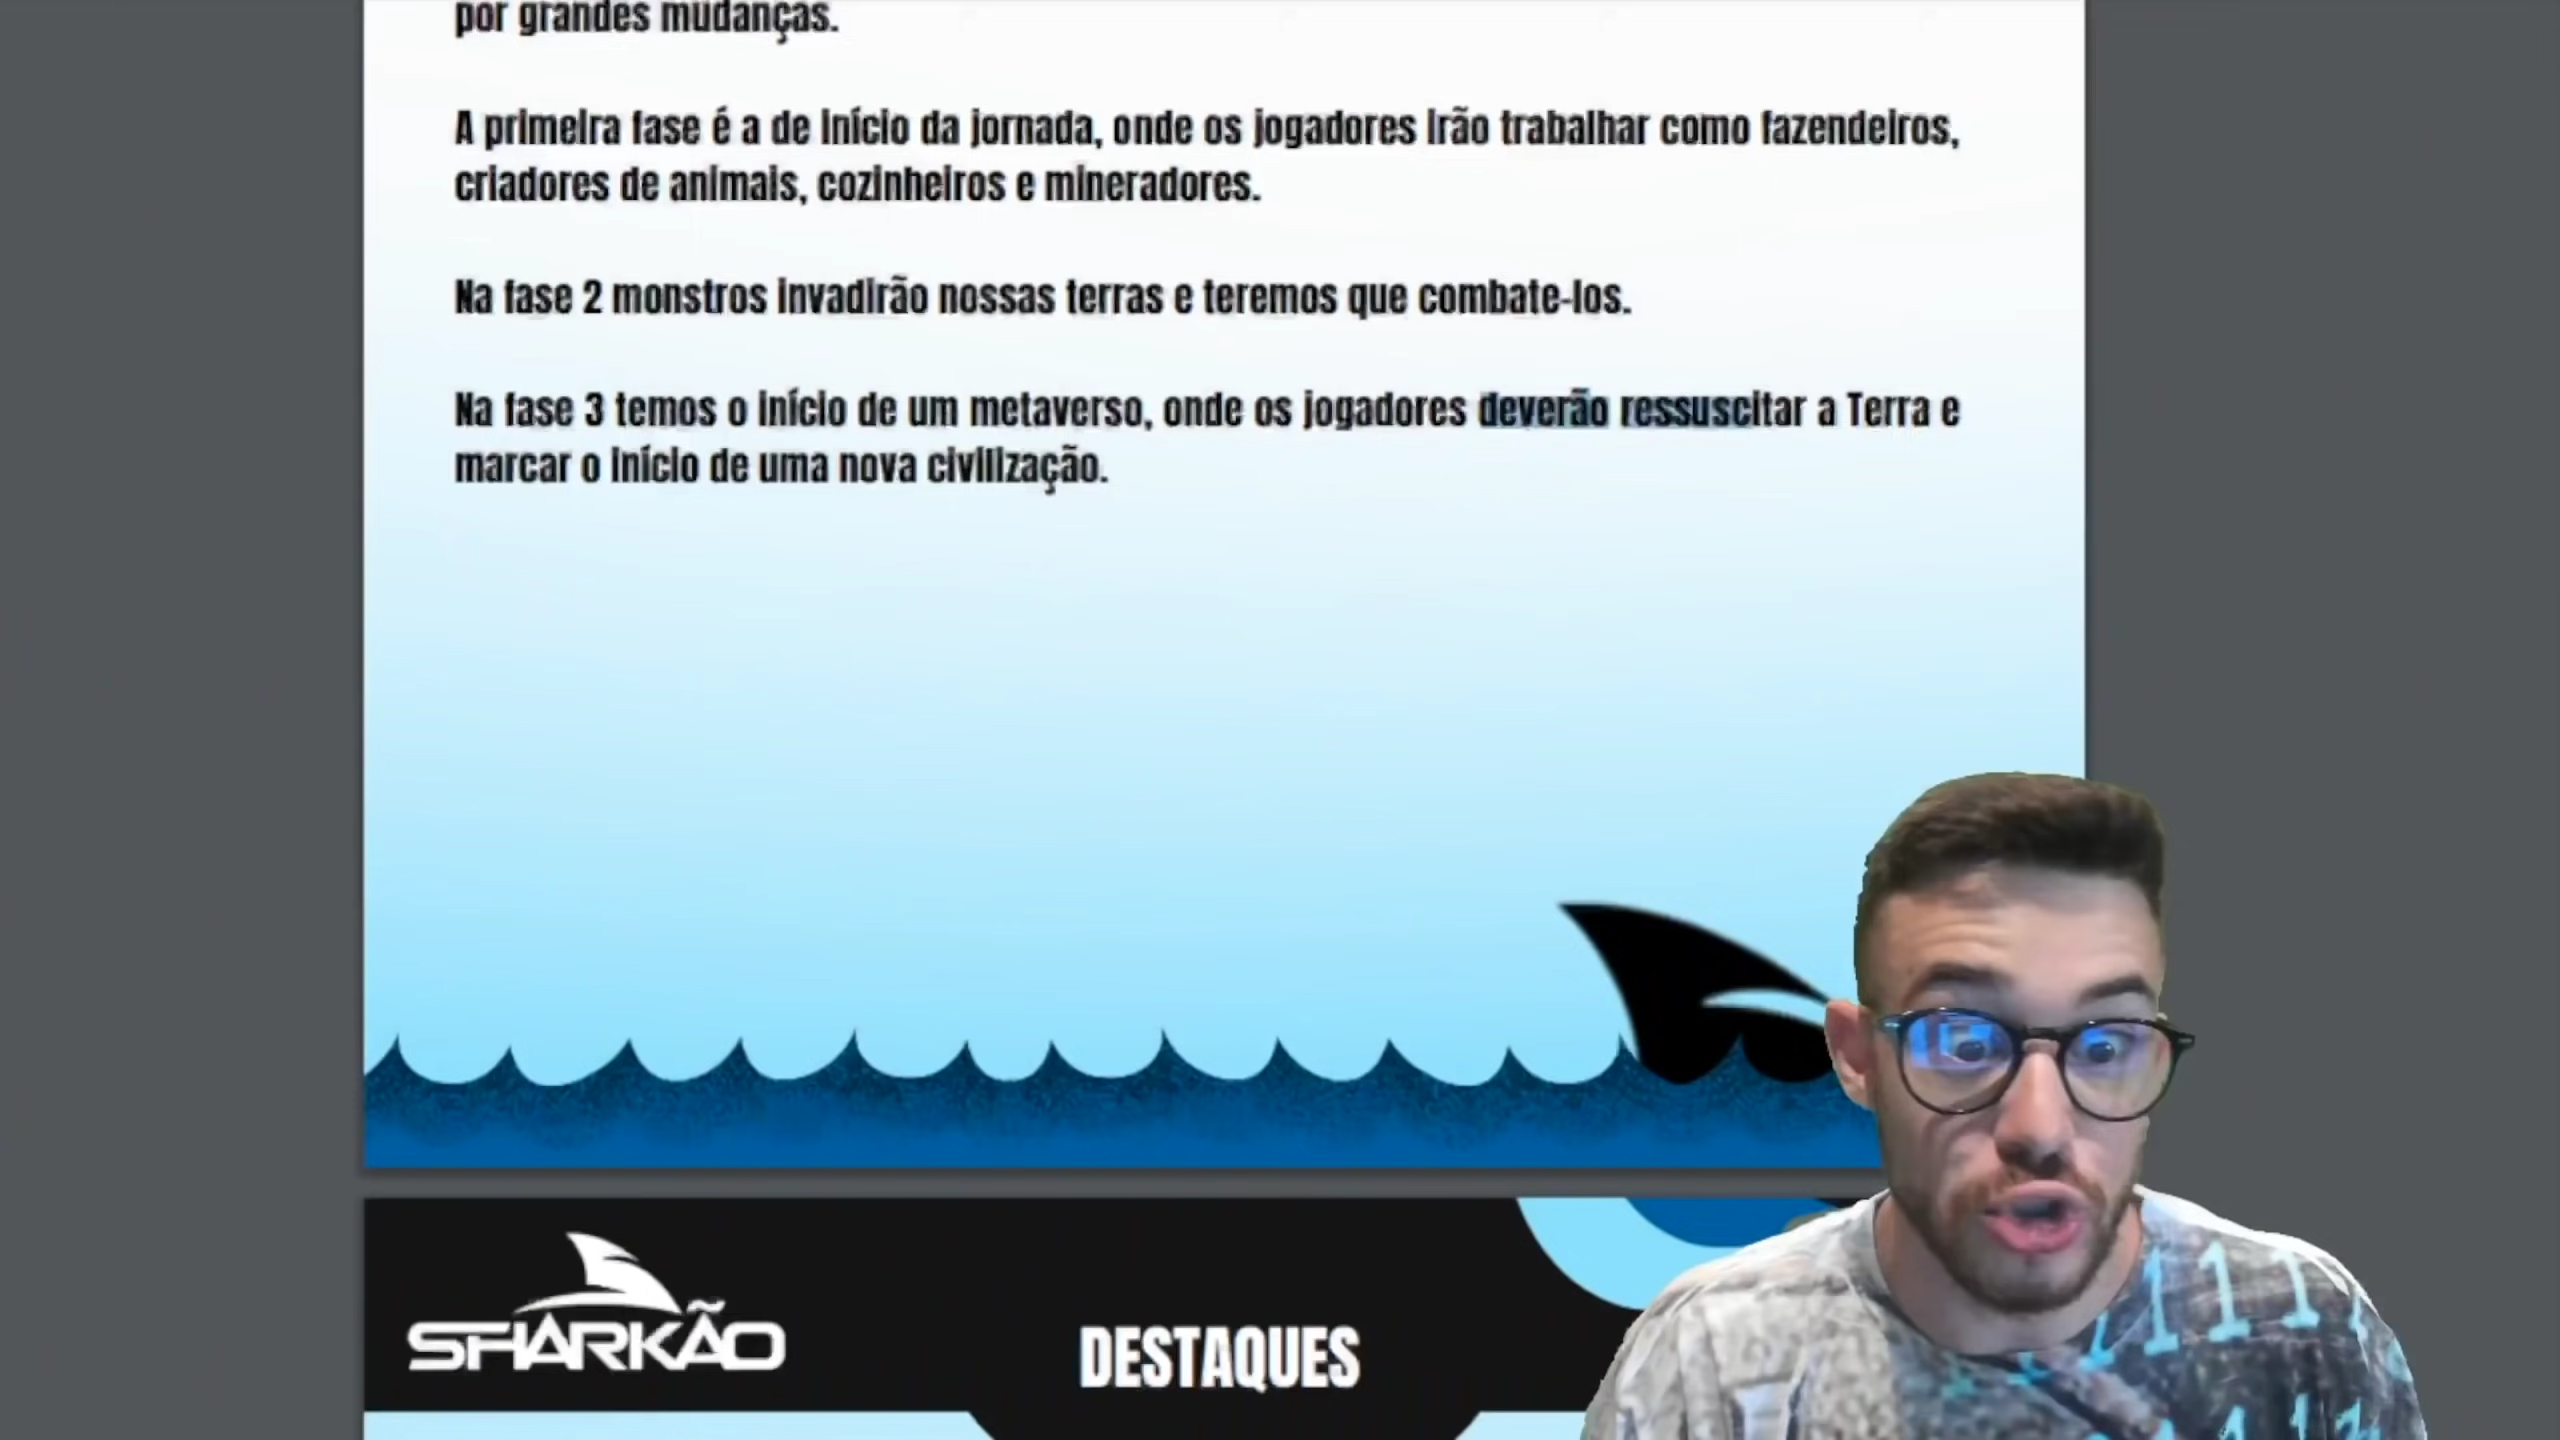 por grandes mudanças.
A primeira fase é a de início da jornada, onde os jogadores irão trabalhar como fazendeiros,
criadores de animais, cozinheiros e mineradores.
Na fase 2 monstros invadirão nossas terras e teremos que combate-los.
Na fase 3 temos o início de um metaverso, onde os jogadores deverão ressuscitar a Terra e
marcar o início de uma nova civilização.
SHARKÃO
DESTAQUES